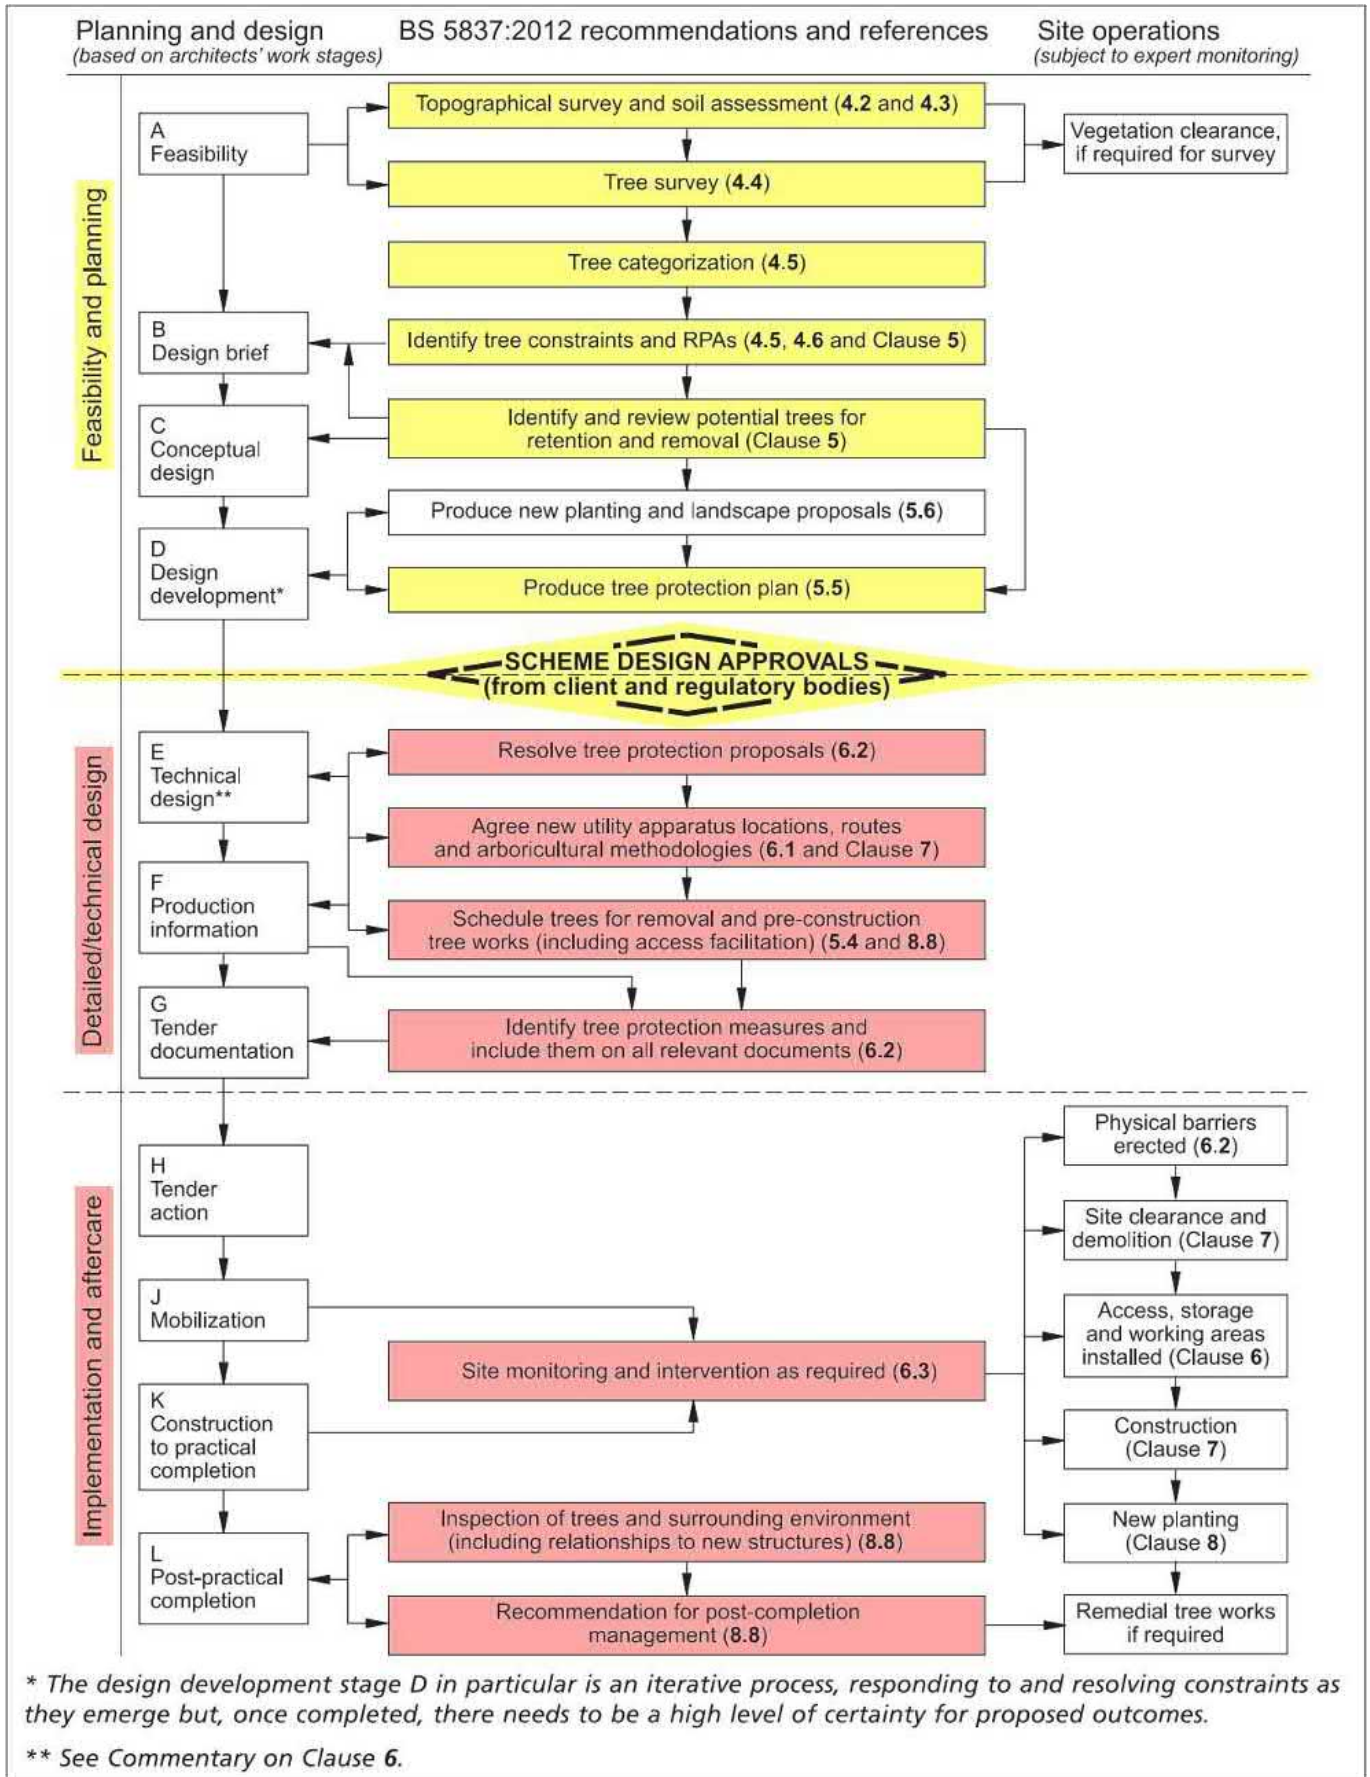 Planning and design
(based on architects' work stages)
BS 5837:2012 recommendations and references
Site operations
(subject to expert monitoring)
Feasibility and planning
A
Feasibility
Topographical survey and soil assessment (4.2 and 4.3)
Vegetation clearance,
if required for survey
Tree survey (4.4)
Tree categorization (4.5)
B
Design brief
Identify tree constraints and RPAs (4.5, 4.6 and Clause 5)
C
Conceptual
design
Identify and review potential trees for
retention and removal (Clause 5)
Produce new planting and landscape proposals (5.6)
D
Design
development*
Produce tree protection plan (5.5)
SCHEME DESIGN APPROVALS
(from client and regulatory bodies)
Detailed/technical design
E
Technical
design**
Resolve tree protection proposals (6.2)
Agree new utility apparatus locations, routes
and arboricultural methodologies (6.1 and Clause 7)
F
Production
information
Schedule trees for removal and pre-construction
tree works (including access facilitation) (5.4 and 8.8)
G
Tender
documentation
Identify tree protection measures and
include them on all relevant documents (6.2)
Implementation and aftercare
H
Tender
action
Physical barriers
erected (6.2)
Site clearance and
demolition (Clause 7)
J
Mobilization
Access, storage
and working areas
installed (Clause 6)
Site monitoring and intervention as required (6.3)
K
Construction
to practical
completion
Construction
(Clause 7)
New planting
(Clause 8)
L
Post-practical
completion
Inspection of trees and surrounding environment
(including relationships to new structures) (8.8)
Recommendation for post-completion
management (8.8)
Remedial tree works
if required
* The design development stage D in particular is an iterative process, responding to and resolving constraints as
they emerge but, once completed, there needs to be a high level of certainty for proposed outcomes.
** See Commentary on Clause 6.